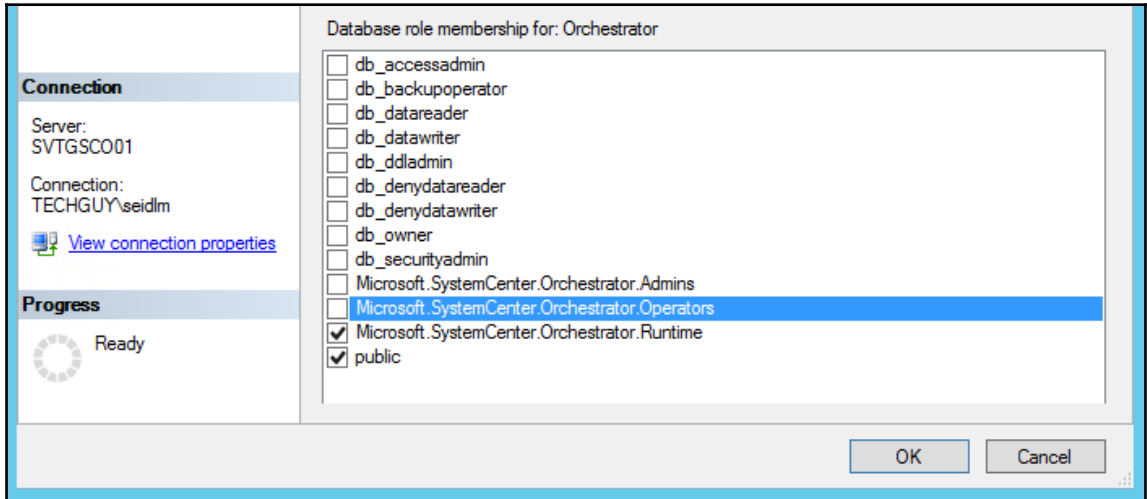 Database role membership for: Orchestrator
db_accessadmin
db_backupoperator
db_datareader
db_datawriter
db_ddladmin
db_denydatareader
db_denydatawriter
db_owner
db_securityadmin
Microsoft.SystemCenter.Orchestrator.Admins
Microsoft.SystemCenter.Orchestrator.Operators
Microsoft.SystemCenter.Orchestrator.Runtime
public
Connection
Server:
SVTGSCO01
Connection:
TECHGUY\seidlm
View connection properties
Progress
Ready
OK
Cancel